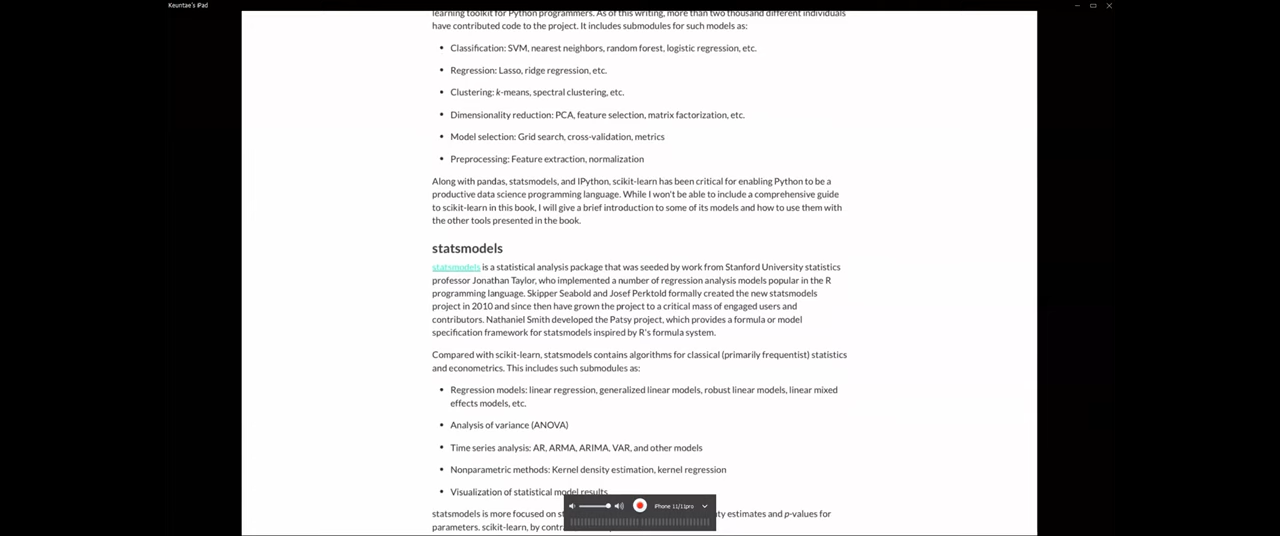 Keuntae's iPad
learning toolkit for Python programmers. As of this writing, more than two thousand different individuals
have contributed code to the project. It includes submodules for such models as:
• Classification: SVM, nearest neighbors, random forest, logistic regression, etc.
• Regression: Lasso, ridge regression, etc.
• Clustering: k-means, spectral clustering, etc.
• Dimensionality reduction: PCA, feature selection, matrix factorization, etc.
• Model selection: Grid search, cross-validation, metrics
• Preprocessing: Feature extraction, normalization
Along with pandas, statsmodels, and IPython, scikit-learn has been critical for enabling Python to be a
productive data science programming language. While I won't be able to include a comprehensive guide
to scikit-learn in this book, I will give a brief introduction to some of its models and how to use them with
the other tools presented in the book.
statsmodels
statsmodels is a statistical analysis package that was seeded by work from Stanford University statistics
professor Jonathan Taylor, who implemented a number of regression analysis models popular in the R
programming language. Skipper Seabold and Josef Perktold formally created the new statsmodels
project in 2010 and since then have grown the project to a critical mass of engaged users and
contributors. Nathaniel Smith developed the Patsy project, which provides a formula or model
specification framework for statsmodels inspired by R's formula system.
Compared with scikit-learn, statsmodels contains algorithms for classical (primarily frequentist) statistics
and econometrics. This includes such submodules as:
• Regression models: linear regression, generalized linear models, robust linear models, linear mixed
effects models, etc.
• Analysis of variance (ANOVA)
• Time series analysis: AR, ARMA, ARIMA, VAR, and other models
• Nonparametric methods: Kernel density estimation, kernel regression
• Visualization of statistical model results
iPhone 11/11pro
statsmodels is more focused on st ty estimates and p-values for
parameters. scikit-learn, by contr